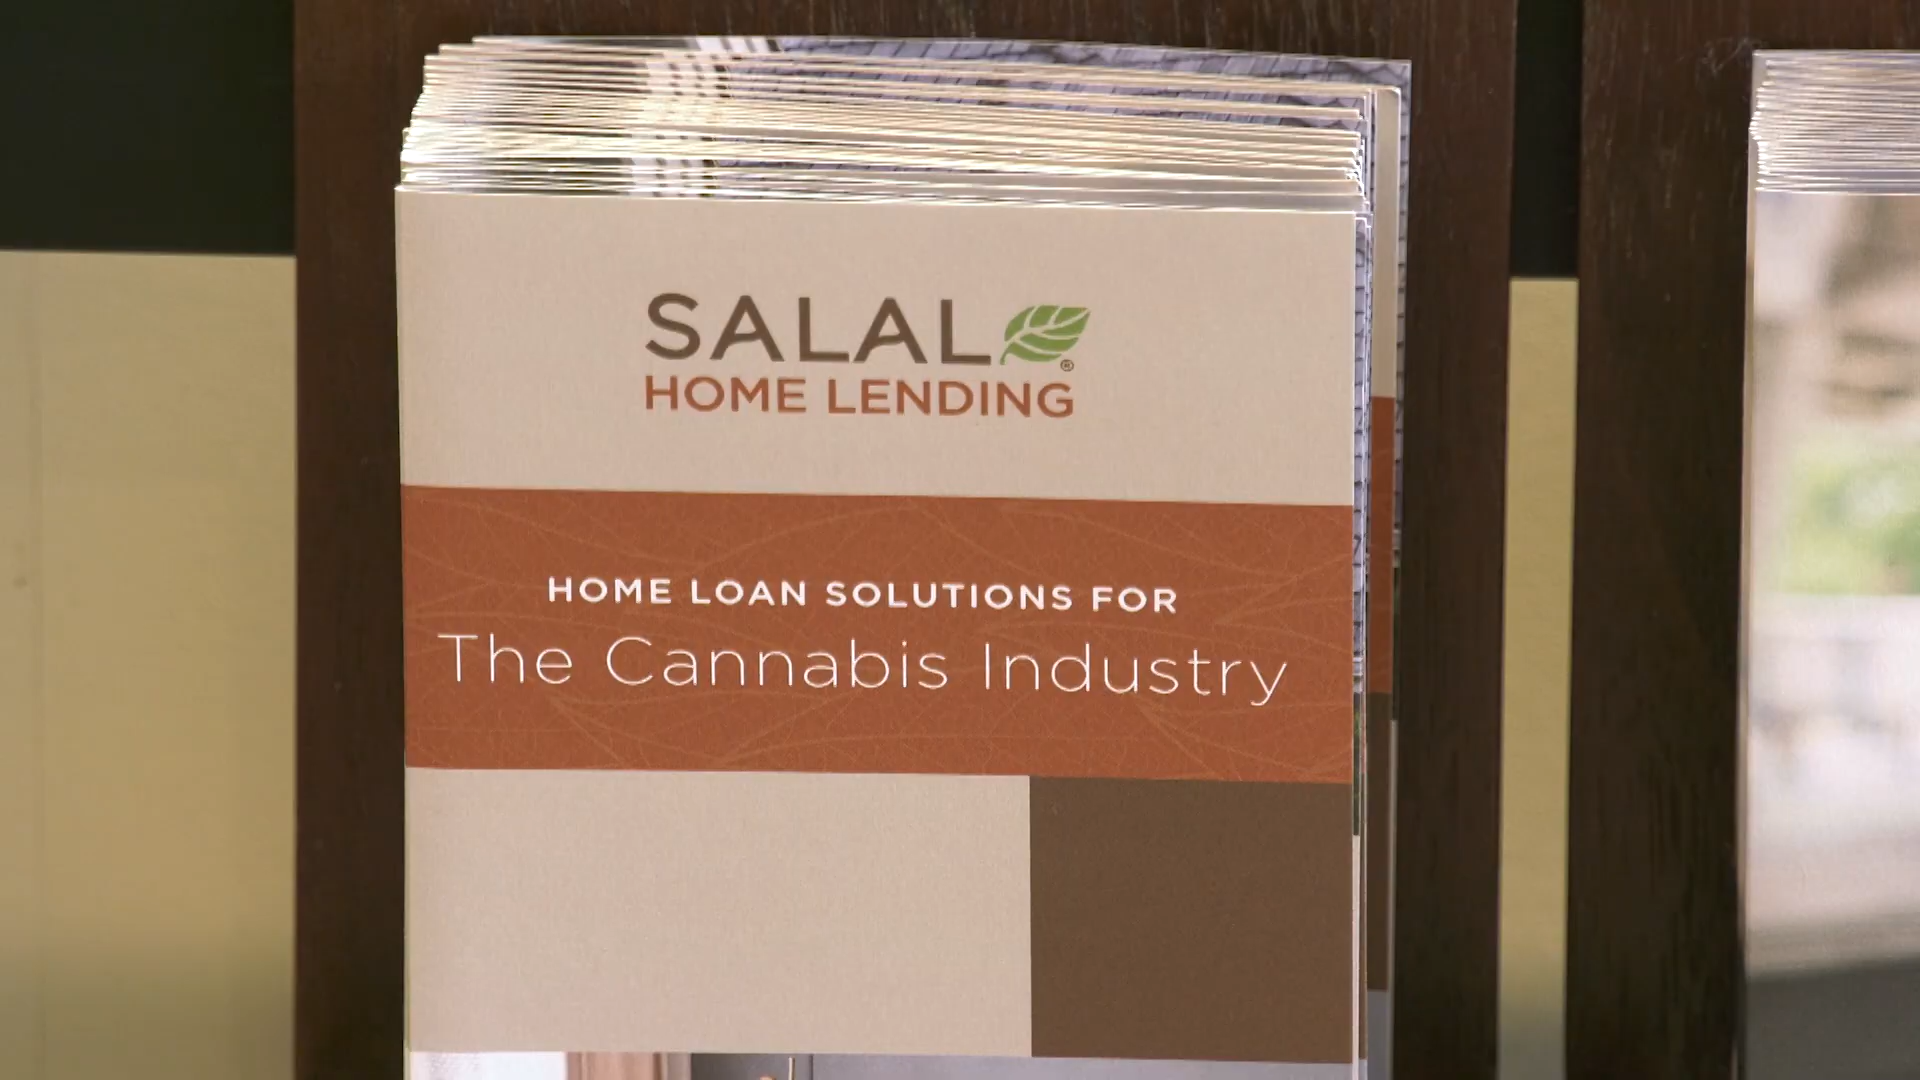 SALAL
®
HOME LENDING
HOME LOAN SOLUTIONS FOR
The Cannabis Industry